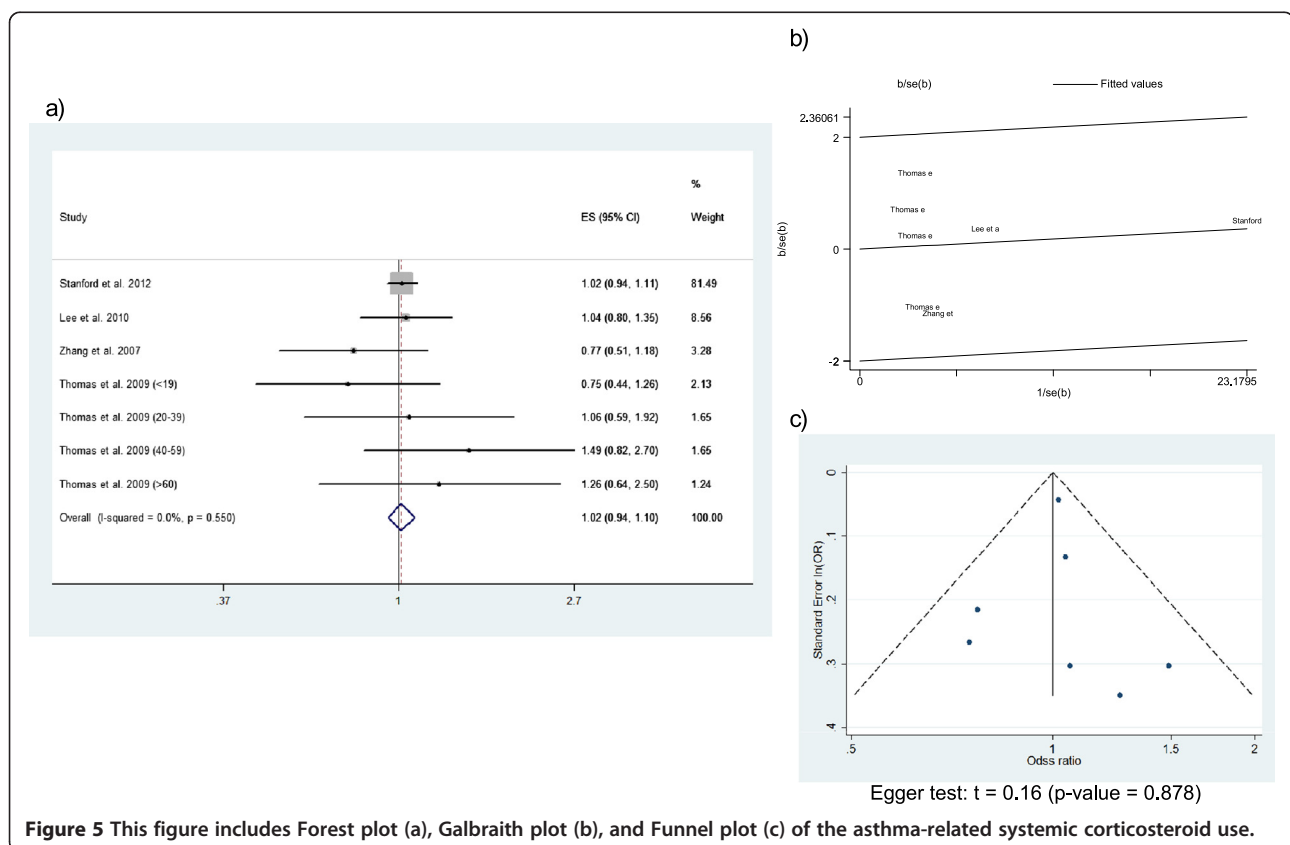 a)
%
Study ES (95% CI) Weight
Stanford et al. 2012 1.02 (0.94, 1.11) 81.49
Lee et al. 2010 1.04 (0.80, 1.35) 8.56
Zhang et al. 2007 0.77 (0.51, 1.18) 3.28
Thomas et al. 2009 (<19) 0.75 (0.44, 1.26) 2.13
Thomas et al. 2009 (20-39) 1.06 (0.59, 1.92) 1.65
Thomas et al. 2009 (40-59) 1.49 (0.82, 2.70) 1.65
Thomas et al. 2009 (>60) 1.26 (0.64, 2.50) 1.24
Overall (I-squared = 0.0%, p = 0.550) 1.02 (0.94, 1.10) 100.00
.37 1 2.7
b)
b/se(b) Fitted values
b/se(b)
2.36061
2
0
-2
Thomas e
Thomas e
Stanford
Lee et a
Thomas e
Thomas e
Zhang et
0 23.1795
1/se(b)
c)
Standard Error ln(OR)
0
.1
.2
.3
.4
.5 1 1.5 2
Odss ratio
Egger test: t = 0.16 (p-value = 0.878)
Figure 5 This figure includes Forest plot (a), Galbraith plot (b), and Funnel plot (c) of the asthma-related systemic corticosteroid use.